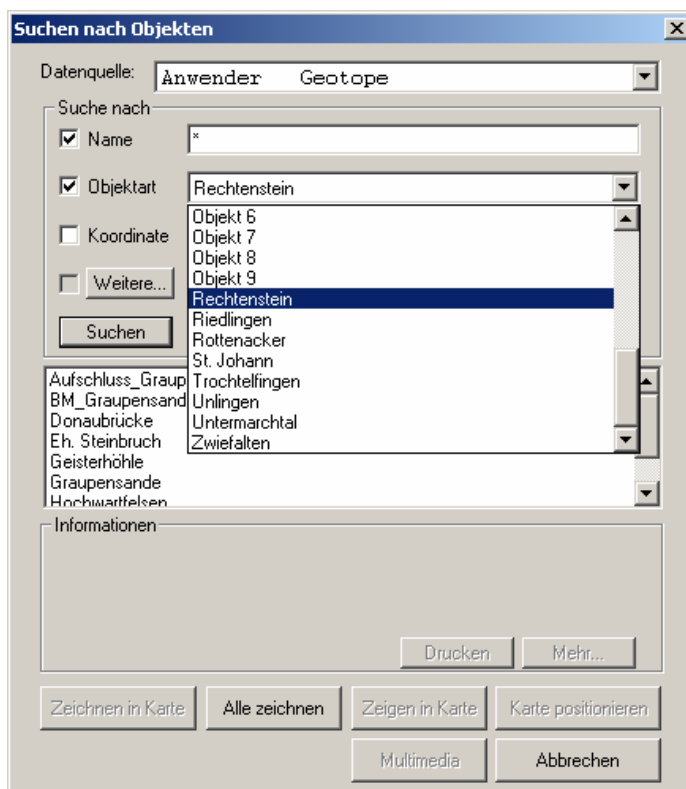 Suchen nach Objekten
Datenquelle: Anwender Geotope
Suche nach
Name *
Objektart Rechtenstein
Objekt 6
Objekt 7
Koordinate
Objekt 8
Objekt 9
Weitere...
Rechtenstein
Riedlingen
Suchen
Rottenacker
St. Johann
Trochtelfingen
Unlingen
Untermarchtal
Zwiefalten
Aufschluss_Graup
BM_Graupensand
Donaubrücke
Eh. Steinbruch
Geisterhöhle
Graupensande
Hochwartfelsen
Informationen
Drucken Mehr...
Zeichnen in Karte Alle zeichnen Zeigen in Karte Karte positionieren
Multimedia Abbrechen